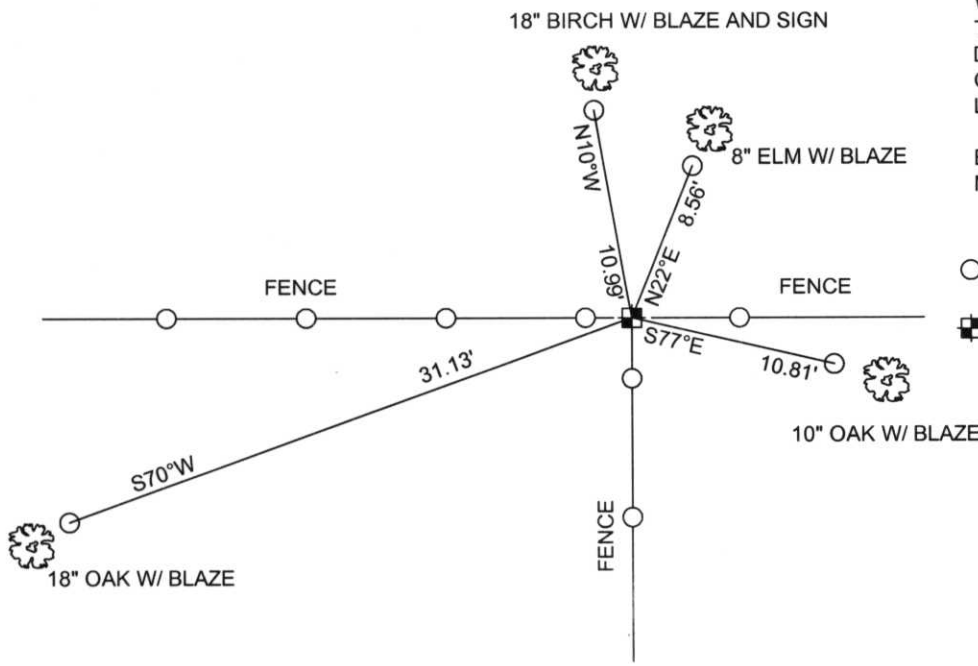 18" BIRCH W/ BLAZE AND SIGN
8" ELM W/ BLAZE
N10°W
10.99'
8.56'
N22°E
FENCE
FENCE
S77°E
10.81'
31.13'
S70°W
10" OAK W/ BLAZE
FENCE
18" OAK W/ BLAZE